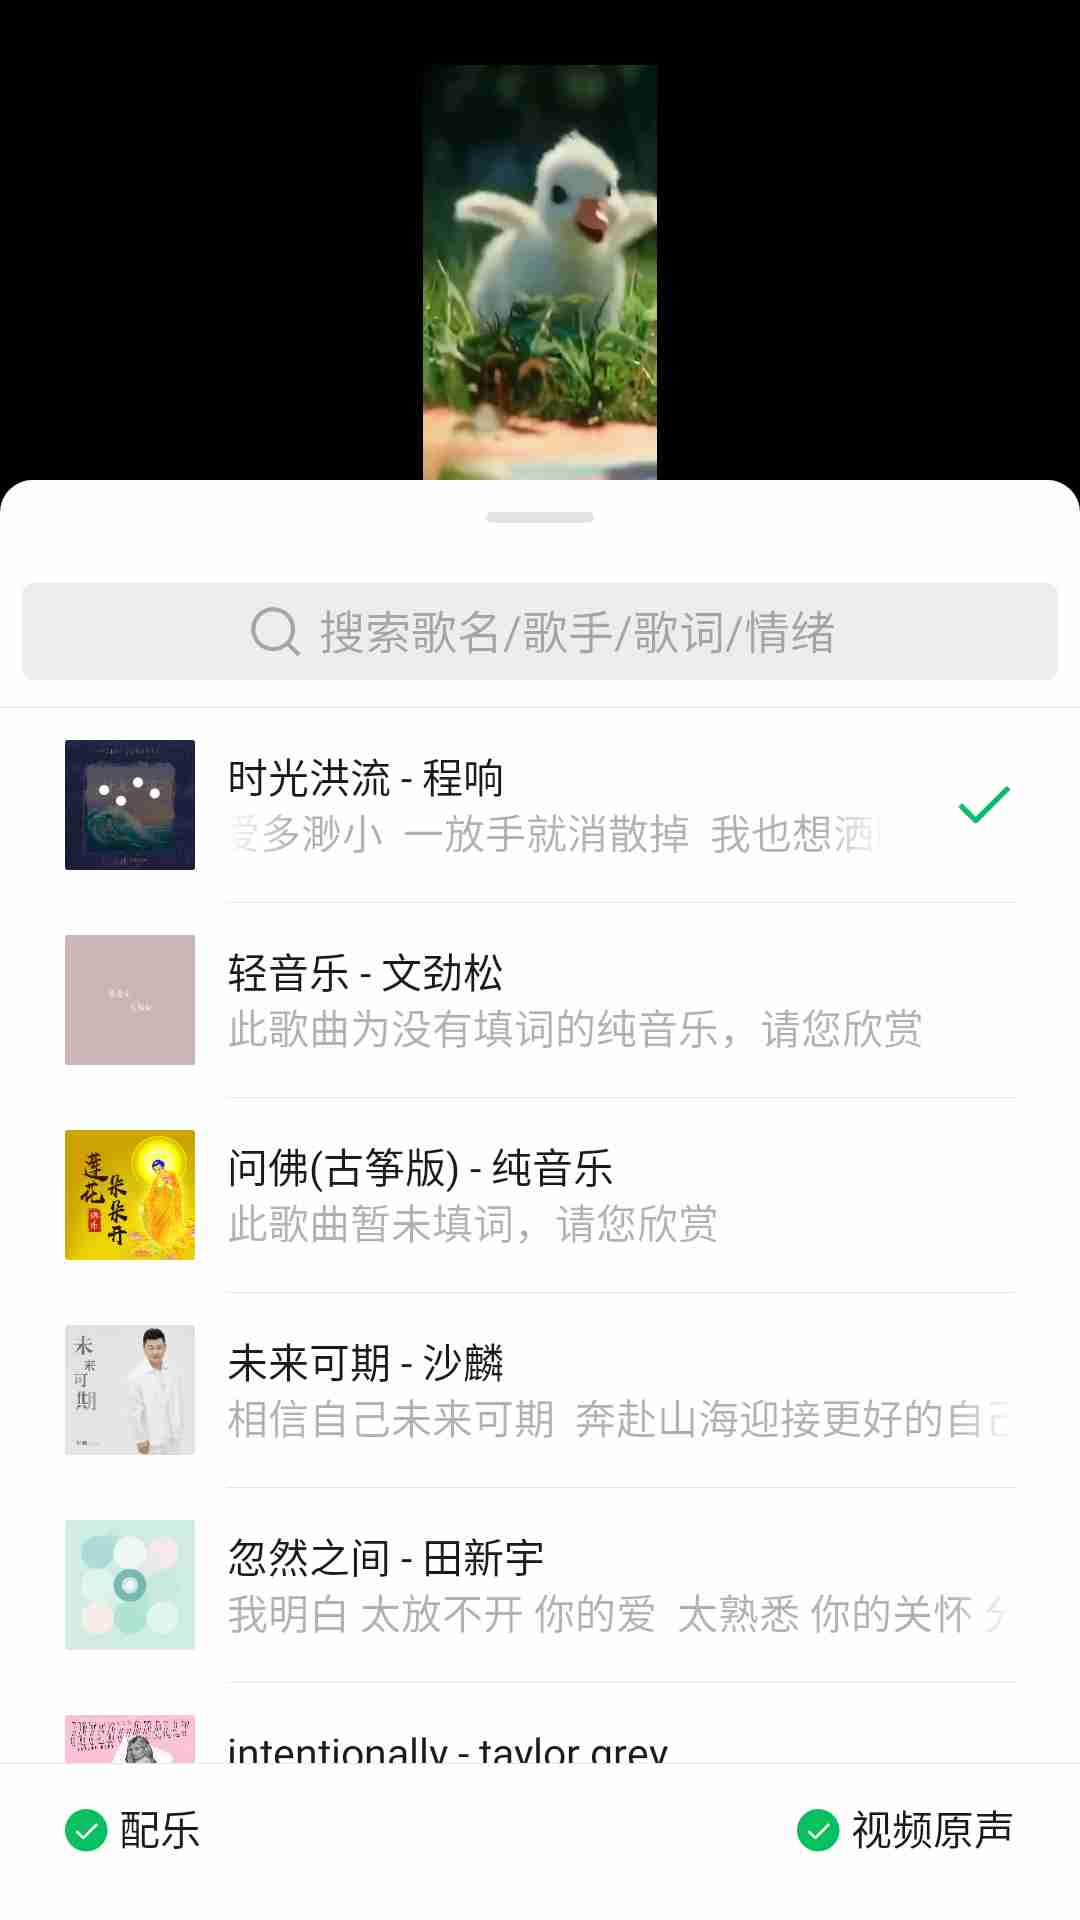 搜索歌名/歌手/歌词/情绪
时光洪流 - 程响
爱多渺小 一放手就消散掉 我也想洒
轻音乐 - 文劲松
此歌曲为没有填词的纯音乐，请您欣赏
莲花
朵朵开
问佛(古筝版) - 纯音乐
此歌曲暂未填词，请您欣赏
未来可期
未来可期 - 沙麟
相信自己未来可期 奔赴山海迎接更好的自己
忽然之间 - 田新宇
我明白 太放不开 你的爱 太熟悉 你的关怀
intentionally - taylor grey
配乐
视频原声